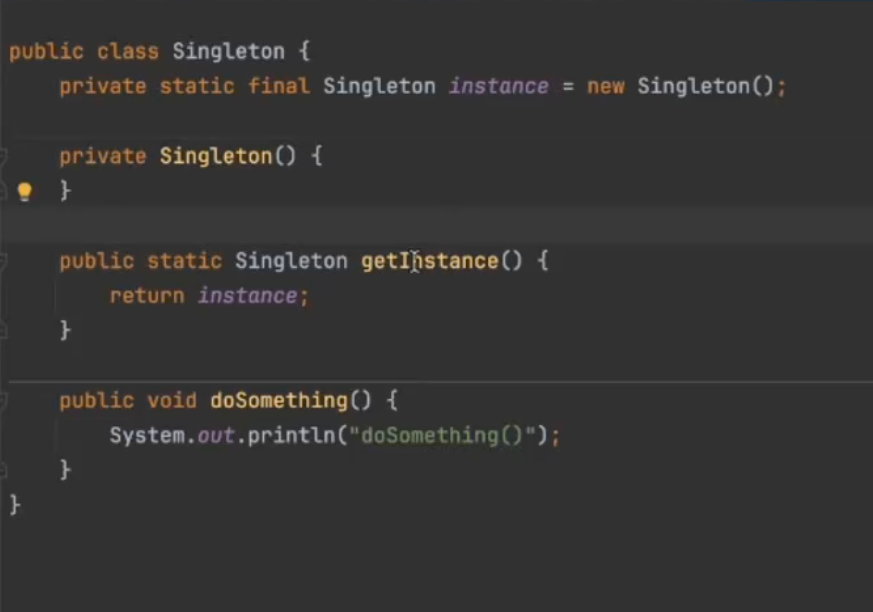 public class Singleton {
private static final Singleton instance = new Singleton();
private Singleton() {
}
public static Singleton getInstance() {
return instance;
}
public void doSomething() {
System.out.println("doSomething()");
}
}